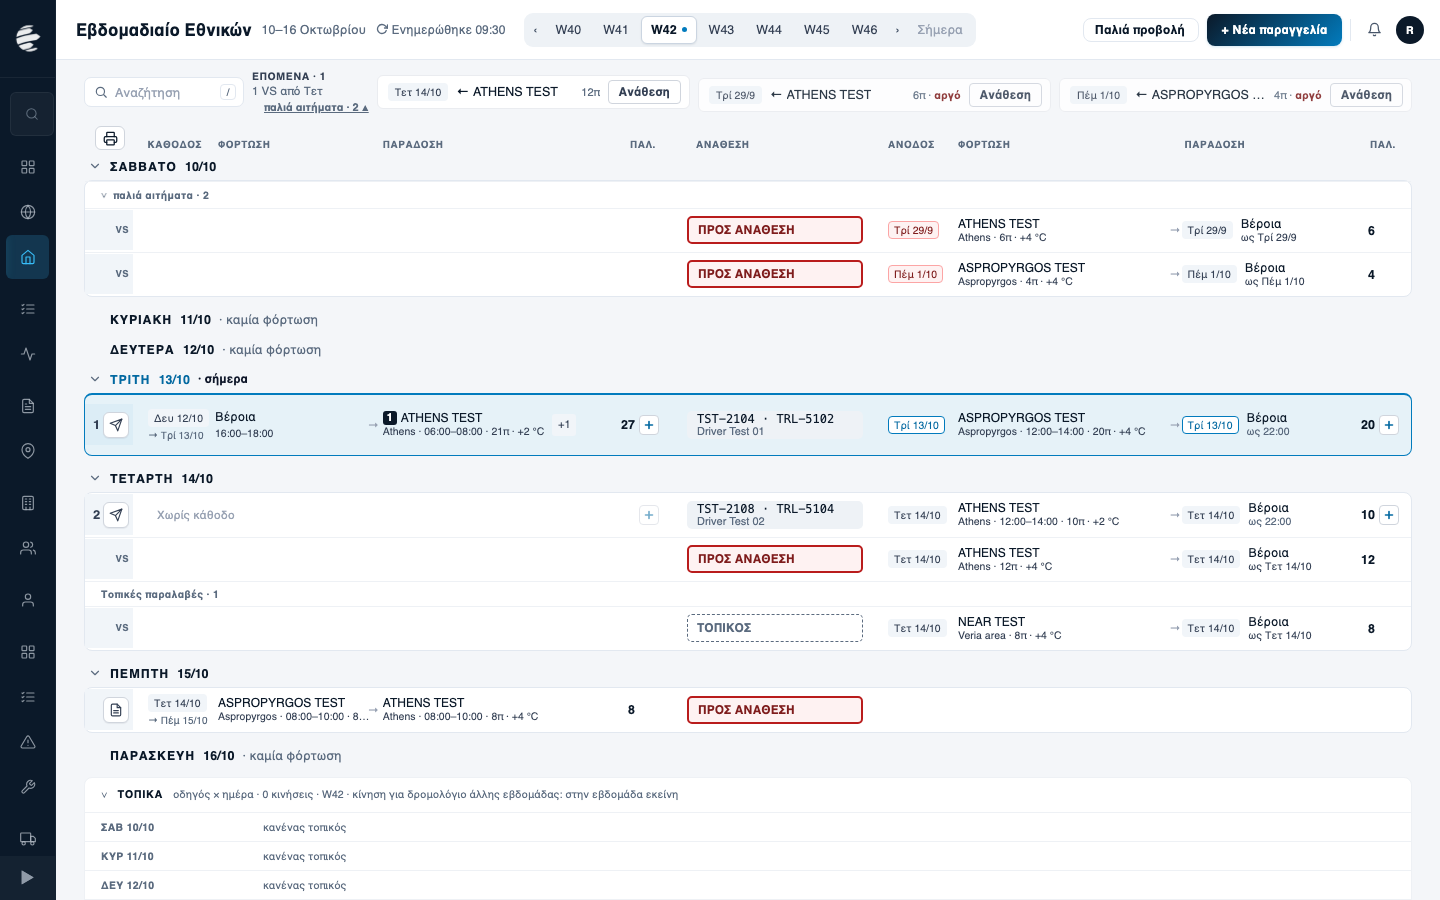 Εβδομαδιαίο Εθνικών 10–16 Οκτωβρίου Ενημερώθηκε 09:30 ‹ W40 W41 W42 W43 W44 W45 W46 › Σήμερα Παλιά προβολή + Νέα παραγγελία R
Αναζήτηση /
ΕΠΟΜΕΝΑ · 1
1 VS από Τετ
παλιά αιτήματα · 2 ▴
Τετ 14/10 ← ATHENS TEST 12π Ανάθεση
Τρί 29/9 ← ATHENS TEST 6π · αργό Ανάθεση
Πέμ 1/10 ← ASPROPYRGOS … 4π · αργό Ανάθεση
ΚΑΘΟΔΟΣ ΦΟΡΤΩΣΗ ΠΑΡΑΔΟΣΗ ΠΑΛ. ΑΝΑΘΕΣΗ ΑΝΟΔΟΣ ΦΟΡΤΩΣΗ ΠΑΡΑΔΟΣΗ ΠΑΛ.
ΣΑΒΒΑΤΟ 10/10
παλιά αιτήματα · 2
VS ΠΡΟΣ ΑΝΑΘΕΣΗ Τρί 29/9 ATHENS TEST → Τρί 29/9 Βέροια 6
Athens · 6π · +4 °C ως Τρί 29/9
VS ΠΡΟΣ ΑΝΑΘΕΣΗ Πέμ 1/10 ASPROPYRGOS TEST → Πέμ 1/10 Βέροια 4
Aspropyrgos · 4π · +4 °C ως Πέμ 1/10
ΚΥΡΙΑΚΗ 11/10 · καμία φόρτωση
ΔΕΥΤΕΡΑ 12/10 · καμία φόρτωση
ΤΡΙΤΗ 13/10 · σήμερα
1 Δευ 12/10 Βέροια → 1 ATHENS TEST +1 27 + TST–2104 · TRL–5102 Τρί 13/10 ASPROPYRGOS TEST → Τρί 13/10 Βέροια 20 +
→ Τρί 13/10 16:00–18:00 Athens · 06:00–08:00 · 21π · +2 °C Driver Test 01 Aspropyrgos · 12:00–14:00 · 20π · +4 °C ως 22:00
ΤΕΤΑΡΤΗ 14/10
2 Χωρίς κάθοδο + TST–2108 · TRL–5104 Τετ 14/10 ATHENS TEST → Τετ 14/10 Βέροια 10 +
Driver Test 02 Athens · 12:00–14:00 · 10π · +2 °C ως 22:00
VS ΠΡΟΣ ΑΝΑΘΕΣΗ Τετ 14/10 ATHENS TEST → Τετ 14/10 Βέροια 12
Athens · 12π · +4 °C ως Τετ 14/10
Τοπικές παραλαβές · 1
VS ΤΟΠΙΚΟΣ Τετ 14/10 NEAR TEST → Τετ 14/10 Βέροια 8
Veria area · 8π · +4 °C ως Τετ 14/10
ΠΕΜΠΤΗ 15/10
Τετ 14/10 ASPROPYRGOS TEST → ATHENS TEST 8 ΠΡΟΣ ΑΝΑΘΕΣΗ
→ Πέμ 15/10 Aspropyrgos · 08:00–10:00 · 8… Athens · 08:00–10:00 · 8π · +4 °C
ΠΑΡΑΣΚΕΥΗ 16/10 · καμία φόρτωση
ΤΟΠΙΚΑ οδηγός × ημέρα · 0 κινήσεις · W42 · κίνηση για δρομολόγιο άλλης εβδομάδας: στην εβδομάδα εκείνη
ΣΑΒ 10/10 κανένας τοπικός
ΚΥΡ 11/10 κανένας τοπικός
ΔΕΥ 12/10 κανένας τοπικός